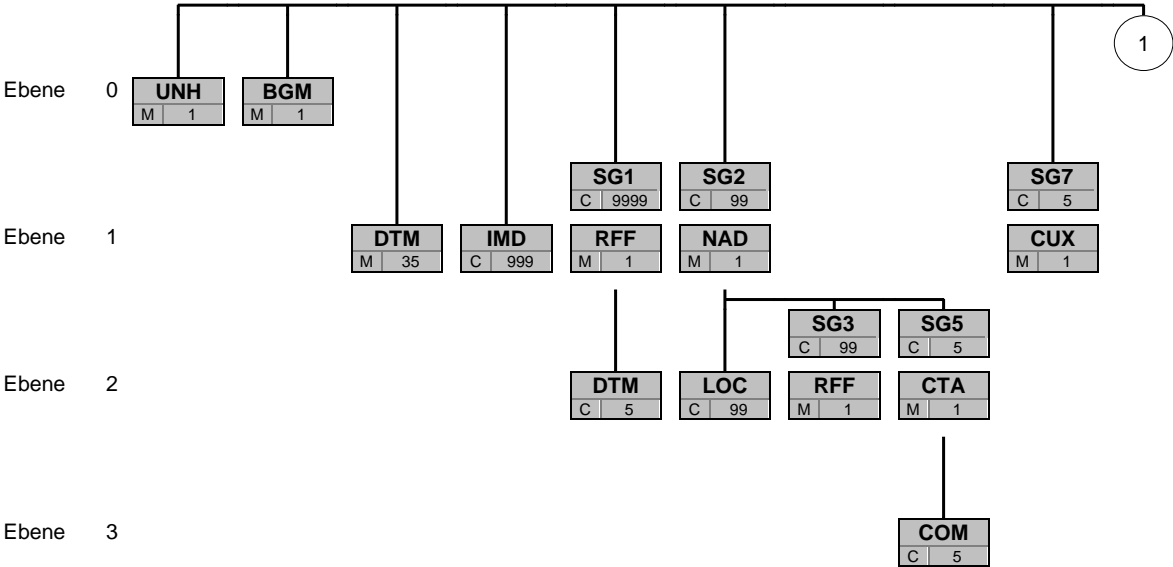 1
Ebene 0 UNH BGM
M 1 M 1
SG1 SG2 SG7
C 9999 C 99 C 5
Ebene 1 DTM IMD RFF NAD CUX
M 35 C 999 M 1 M 1 M 1
SG3 SG5
C 99 C 5
Ebene 2 DTM LOC RFF CTA
C 5 C 99 M 1 M 1
Ebene 3 COM
C 5